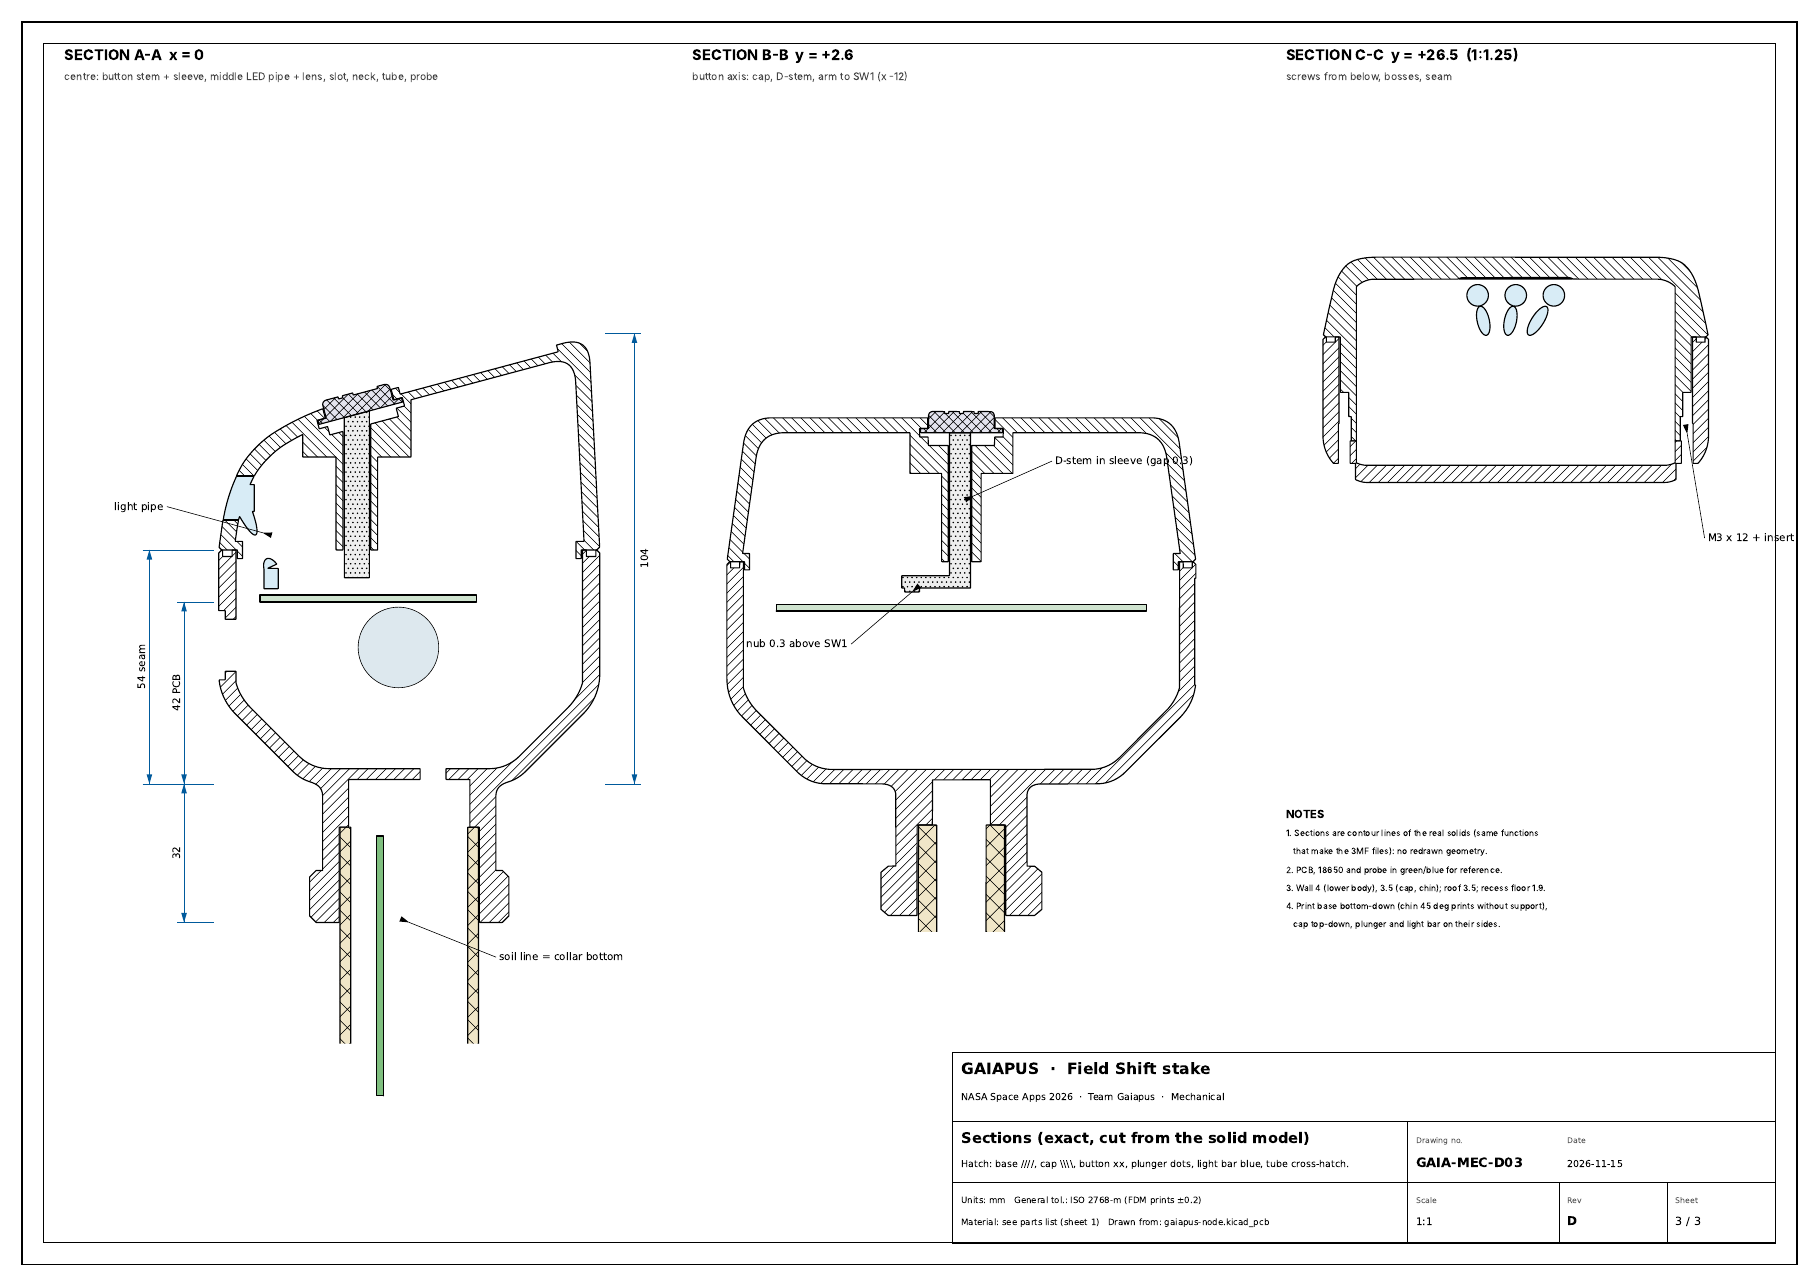 SECTION A-A x = 0
centre: button stem + sleeve, middle LED pipe + lens, slot, neck, tube, probe
SECTION B-B y = +2.6
button axis: cap, D-stem, arm to SW1 (x -12)
SECTION C-C y = +26.5 (1:1.25)
screws from below, bosses, seam
light pipe
54 seam
42 PCB
32
104
soil line = collar bottom
D-stem in sleeve (gap 0.3)
nub 0.3 above SW1
M3 x 12 + insert
NOTES
1. Sections are contour lines of the real solids (same functions
that make the 3MF files): no redrawn geometry.
2. PCB, 18650 and probe in green/blue for reference.
3. Wall 4 (lower body), 3.5 (cap, chin); roof 3.5; recess floor 1.9.
4. Print base bottom-down (chin 45 deg prints without support),
cap top-down, plunger and light bar on their sides.
GAIAPUS · Field Shift stake
NASA Space Apps 2026 · Team Gaiapus · Mechanical
Sections (exact, cut from the solid model)
Hatch: base ////, cap \\\\, button xx, plunger dots, light bar blue, tube cross-hatch.
Drawing no.
GAIA-MEC-D03
Date
2026-11-15
Units: mm General tol.: ISO 2768-m (FDM prints ±0.2)
Material: see parts list (sheet 1) Drawn from: gaiapus-node.kicad_pcb
Scale
1:1
Rev
D
Sheet
3 / 3